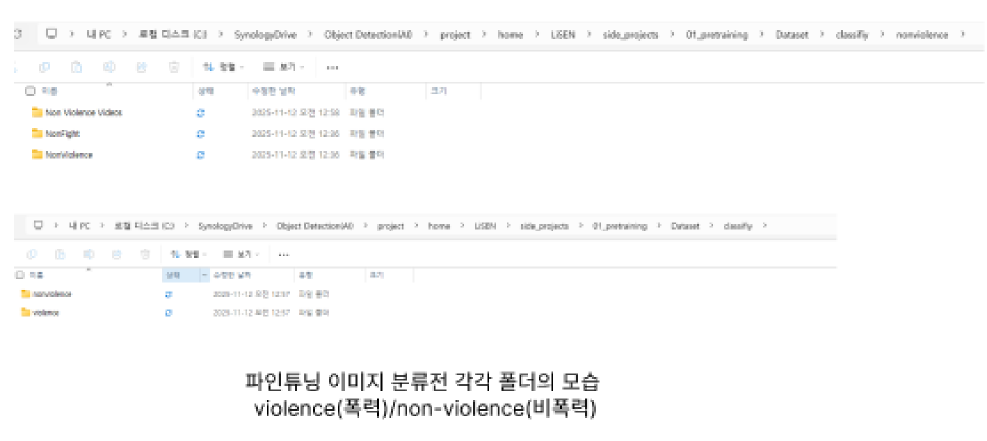 내 PC > 로컬 디스크 (C:) > SynologyDrive > Object Detection(AI) > project > home > LiSEN > side_projects > 01_pretraining > Dataset > classifiy > nonviolence >
정렬 보기 ...
이름 상태 수정한 날짜 유형 크기
Non Violence Videos 2025-11-12 오전 12:58 파일 폴더
NonFight 2025-11-12 오전 12:36 파일 폴더
NonViolence 2025-11-12 오전 12:36 파일 폴더
내 PC > 로컬 디스크 (C:) > SynologyDrive > Object Detection(AI) > project > home > LiSEN > side_projects > 01_pretraining > Dataset > classifiy >
정렬 보기 ...
이름 상태 수정한 날짜 유형 크기
nonviolence 2025-11-12 오전 12:57 파일 폴더
violence 2025-11-12 오전 12:57 파일 폴더
파인튜닝 이미지 분류전 각각 폴더의 모습
violence(폭력)/non-violence(비폭력)